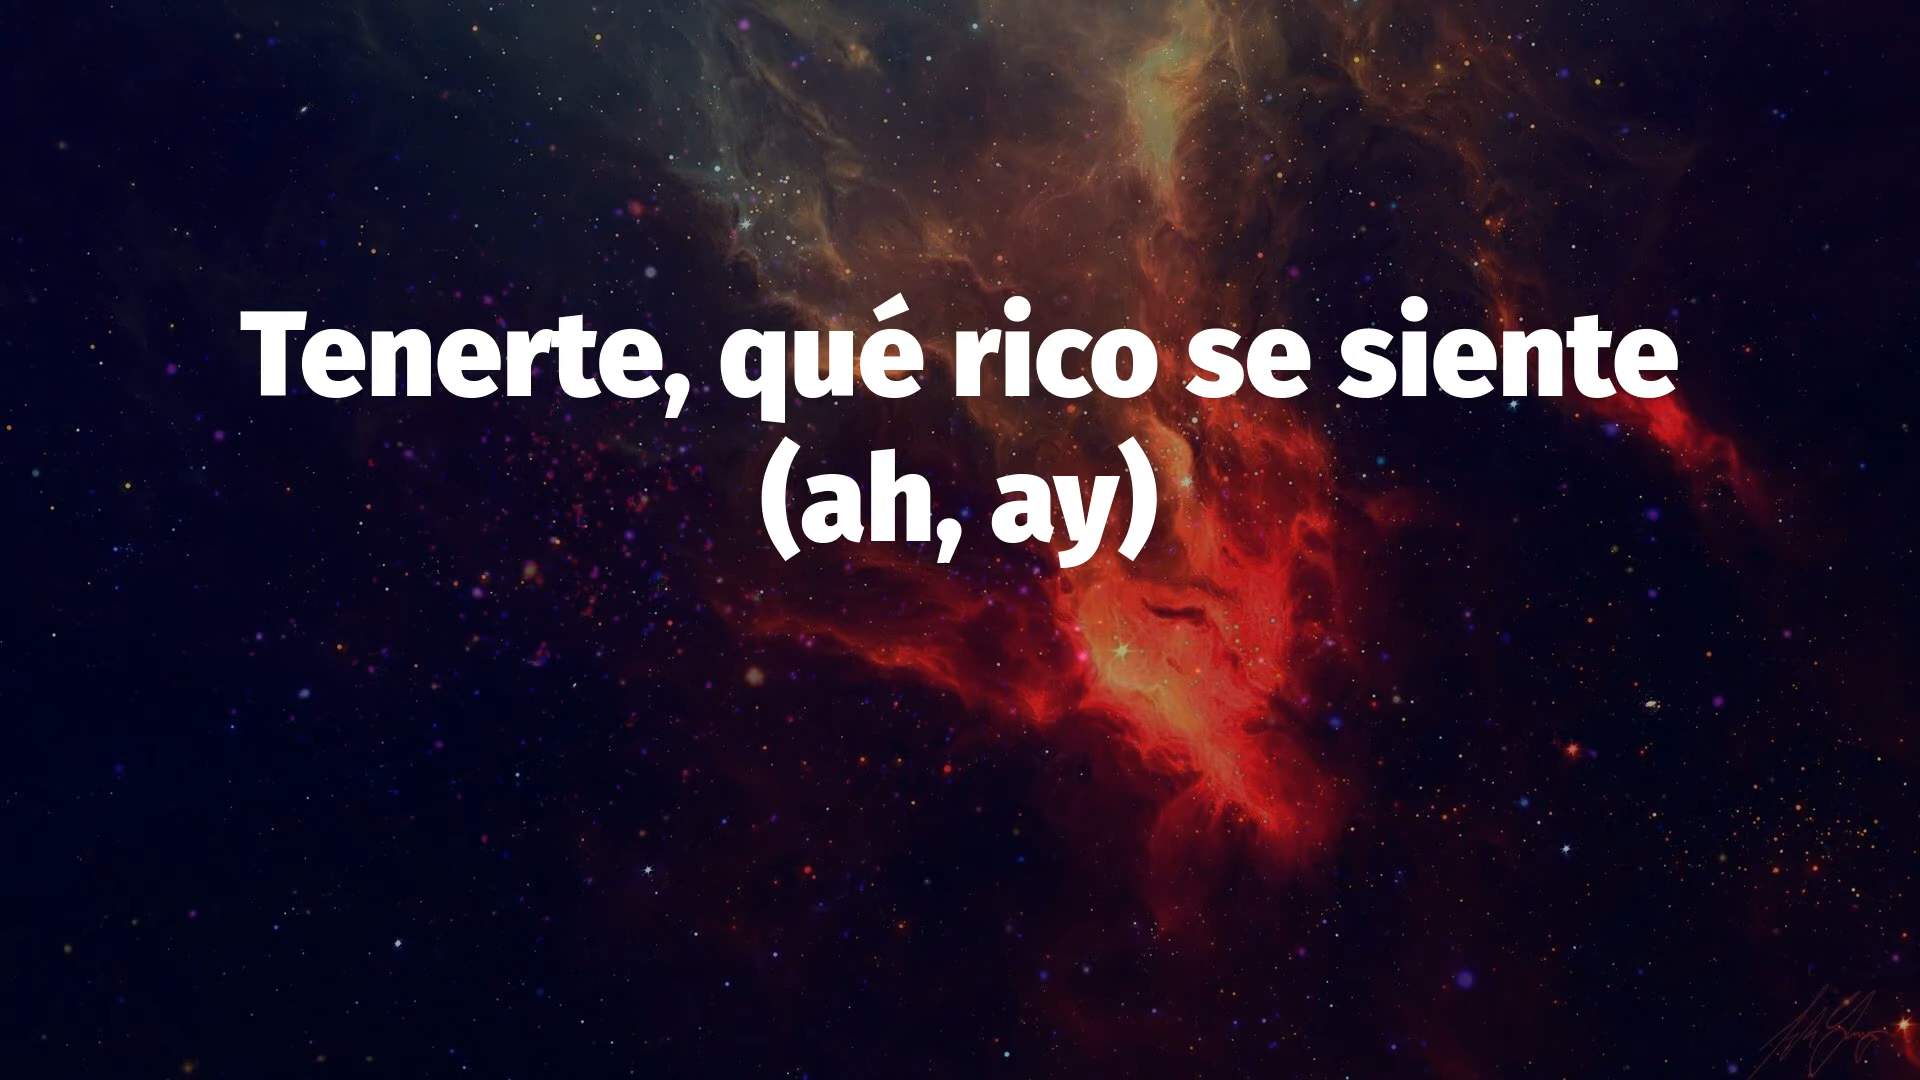 Tenerte, qué rico se siente
(ah, ay)